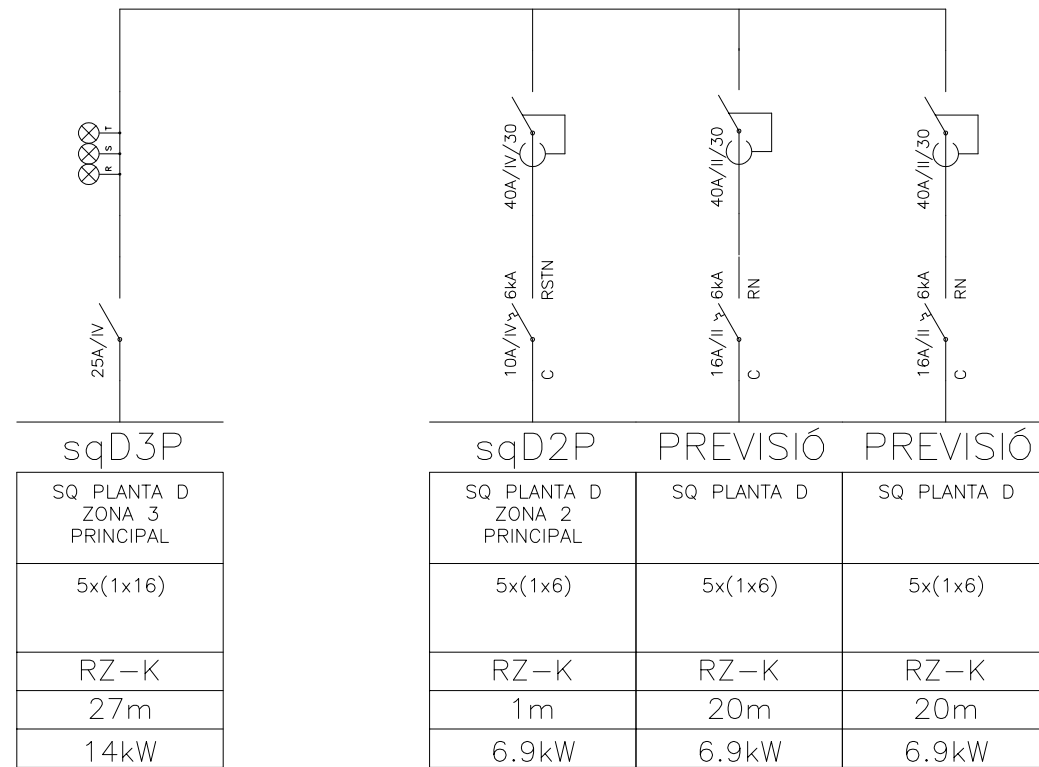 T
S
R
25A/IV
40A/IV/30
10A/IV
6kA
RSTN
C
40A/II/30
16A/II
6kA
RN
C
40A/II/30
16A/II
6kA
RN
C
sqD3P
sqD2P
PREVISIÓ
PREVISIÓ
SQ PLANTA D
ZONA 3
PRINCIPAL
SQ PLANTA D
ZONA 2
PRINCIPAL
SQ PLANTA D
SQ PLANTA D
5x(1x16)
5x(1x6)
5x(1x6)
5x(1x6)
RZ-K
RZ-K
RZ-K
RZ-K
27m
1m
20m
20m
14kW
6.9kW
6.9kW
6.9kW